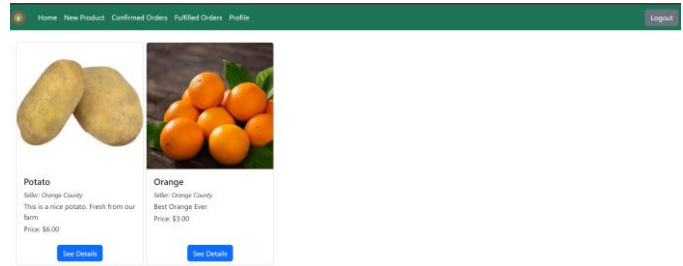 Home New Product Confirmed Orders Fulfilled Orders Profile Logout
Potato
Seller: Orange County
This is a nice potato. Fresh from our
farm
Price: $6.00
See Details
Orange
Seller: Orange County
Best Orange Ever
Price: $3.00
See Details